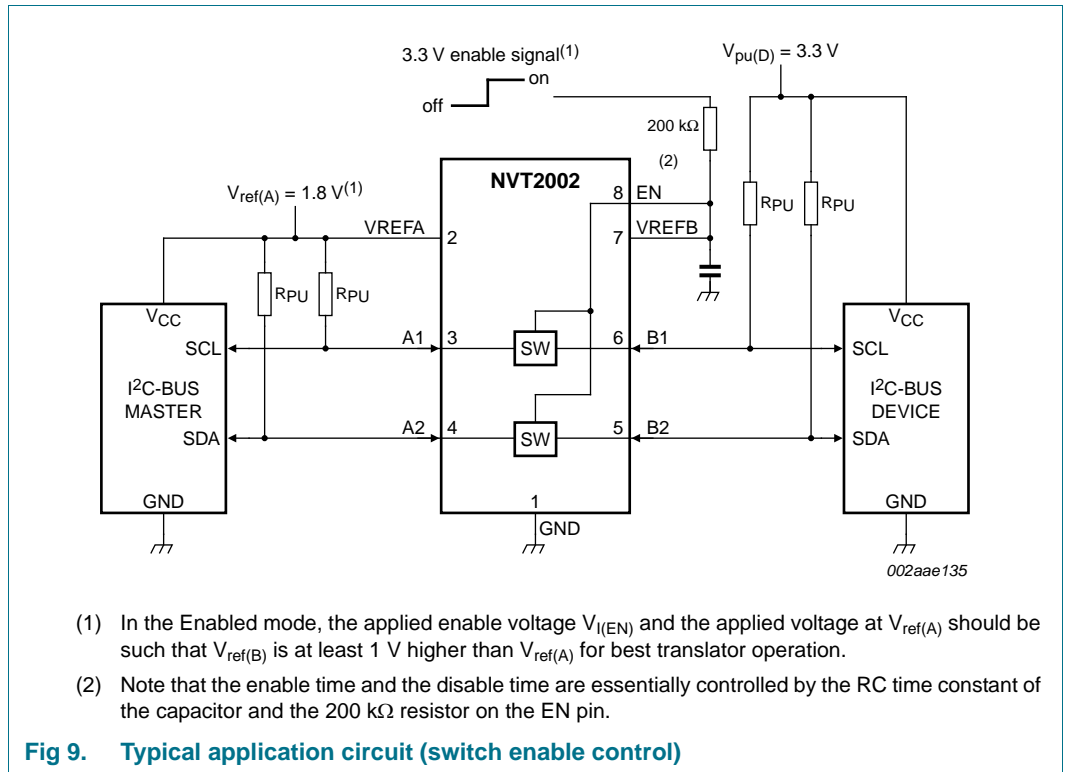 3.3 V enable signal(1)
on
off
Vpu(D) = 3.3 V
200 kΩ
(2)
NVT2002
8 EN
Vref(A) = 1.8 V(1)
VREFA
2
7 VREFB
RPU
RPU
RPU
RPU
VCC
VCC
SCL
A1
3
SW
6
B1
SCL
I2C-BUS
MASTER
I2C-BUS
DEVICE
SDA
A2
4
SW
5
B2
SDA
GND
1
GND
GND
002aae135
(1) In the Enabled mode, the applied enable voltage VI(EN) and the applied voltage at Vref(A) should be
such that Vref(B) is at least 1 V higher than Vref(A) for best translator operation.
(2) Note that the enable time and the disable time are essentially controlled by the RC time constant of
the capacitor and the 200 kΩ resistor on the EN pin.
Fig 9. Typical application circuit (switch enable control)